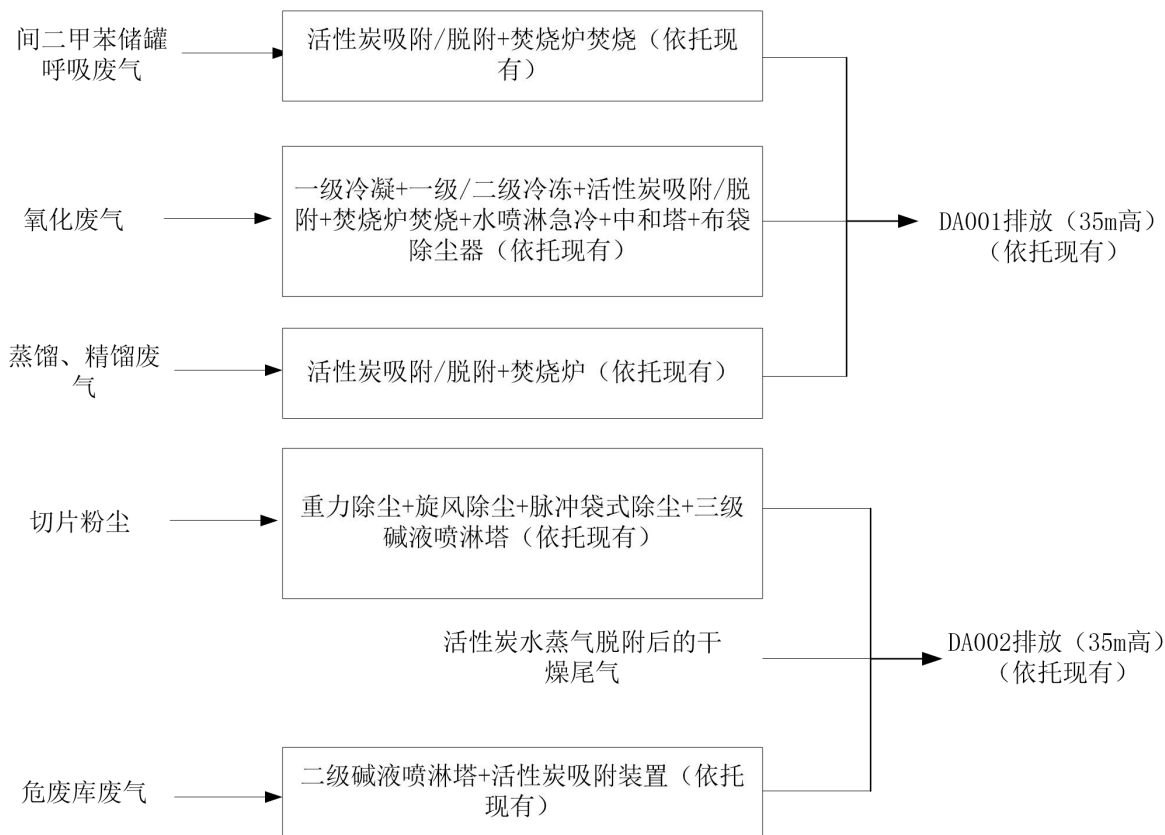 间二甲苯储罐
呼吸废气
活性炭吸附/脱附+焚烧炉焚烧（依托现
有）
氧化废气
一级冷凝+一级/二级冷冻+活性炭吸附/脱
附+焚烧炉焚烧+水喷淋急冷+中和塔+布袋
除尘器（依托现有）
DA001排放（35m高）
（依托现有）
蒸馏、精馏废
气
活性炭吸附/脱附+焚烧炉（依托现有）
切片粉尘
重力除尘+旋风除尘+脉冲袋式除尘+三级
碱液喷淋塔（依托现有）
活性炭水蒸气脱附后的干
燥尾气
DA002排放（35m高）
（依托现有）
危废库废气
二级碱液喷淋塔+活性炭吸附装置（依托
现有）